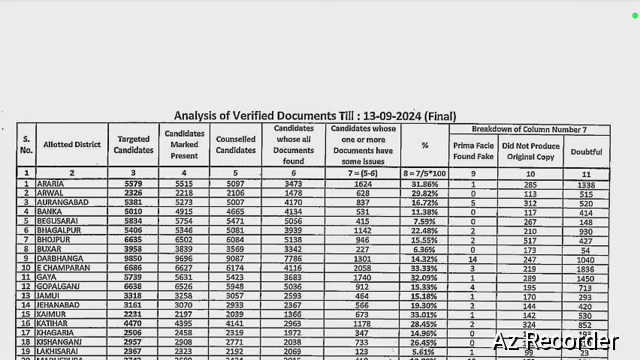 Analysis of Verified Documents Till : 13-09-2024 (Final)
S. No. Allotted District Targeted Candidates Candidates Marked Present Counselled Candidates Candidates whose all Documents found Candidates whose one or more Documents have some issues % Breakdown of Column Number 7
Prima Facie Found Fake Did Not Produce Original Copy Doubtful
1 2 3 4 5 6 7 = (5-6) 8 = 7/5*100 9 10 11
1 ARARIA 5579 5515 5097 3473 1624 31.86% 1 285 1338
2 ARWAL 2326 2218 2106 1478 628 29.82% 0 113 515
3 AURANGABAD 5381 5273 5007 4170 837 16.72% 5 312 520
4 BANKA 5010 4915 4665 4134 531 11.38% 0 117 414
5 BEGUSARAI 5834 5754 5471 5056 415 7.59% 0 267 148
6 BHAGALPUR 5406 5346 5081 3939 1142 22.48% 2 210 930
7 BHOJPUR 6635 6502 6084 5138 946 15.55% 2 517 427
8 BUXAR 3958 3839 3569 3342 227 6.36% 0 173 54
9 DARBHANGA 9850 9696 9087 7786 1301 14.32% 14 247 1040
10 E CHAMPARAN 6686 6627 6174 4116 2058 33.33% 3 219 1836
11 GAYA 5739 5631 5423 3683 1740 32.09% 1 289 1450
12 GOPALGANJ 6638 6526 5948 5036 912 15.33% 4 195 713
13 JAMUI 3318 3258 3057 2593 464 15.18% 1 170 293
14 JEHANABAD 3161 3070 2933 2367 566 19.30% 2 144 420
15 KAIMUR 2231 2197 2039 1366 673 33.01% 1 142 530
16 KATIHAR 4470 4395 4141 2963 1178 28.45% 2 324 852
17 KHAGARIA 2506 2458 2319 1972 347 14.96% 0 193
18 KISHANGANJ 2957 2908 2771 2038 733 26.45%
19 LAKHISARAI 2367 2323 2192 2069 123 5.61% 1 99 23
Az Recorder